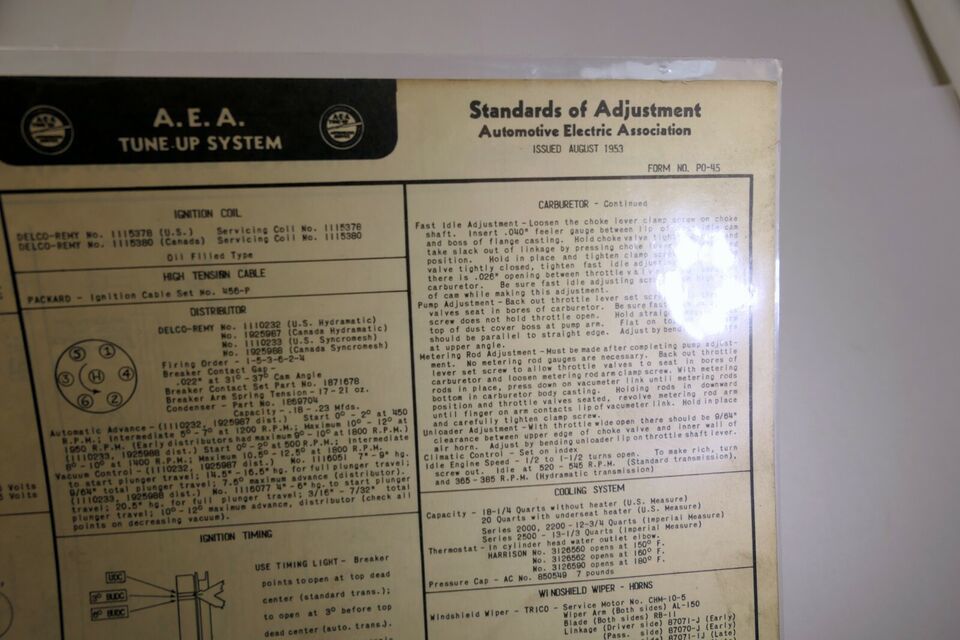 A.E.A.
TUNE-UP SYSTEM
Standards of Adjustment
Automotive Electric Association
ISSUED AUGUST 1953
FORM NO. PO-45
IGNITION COIL
DELCO-REMY No. 1115378 (U.S.) Servicing Coil No. 1115378
DELCO-REMY No. 1115380 (Canada) Servicing Coil No. 1115380
Oil Filled Type
HIGH TENSION CABLE
PACKARD - Ignition Cable Set No. 456-P
DISTRIBUTOR
DELCO-REMY No. 1110232 (U.S. Hydramatic)
No. 1925987 (Canada Hydramatic)
No. 1110233 (U.S. Syncromesh)
No. 1925988 (Canada Syncromesh)
Firing Order - 1-5-3-6-2-4
Breaker Contact Gap -
.022" at 31° - 37° Cam Angle
Breaker Contact Set Part No. 1871678
Breaker Arm Spring Tension - 17 - 21 oz.
Condenser - Part No. 1869704
Capacity - .18 - .23 Mfds.
5 1
3 H 4
6 2
Automatic Advance - (1110232, 1925987 dist.) Start 0° - 2° at 450
R.P.M.; Intermediate 5° - 7° at 1200 R.P.M.; Maximum 10° - 12° at
1950 R.P.M. (Early distributors had maximum 9° - 10° at 1800 R.P.M.)
(1110233, 1925988 dist.) Start 0° - 2° at 500 R.P.M.; Intermediate
8° - 10° at 1400 R.P.M.; Maximum 10.5° - 12.5° at 1800 R.P.M.
Vacuum Control - (1110232, 1925987 dist.) No. 1116051 7" - 9" hg.
to start plunger travel; 14.5" - 16.5" hg. for full plunger travel;
9/64" total plunger travel; 7.5° maximum advance (distributor).
(1110233, 1925988 dist.) No. 1116077 4" - 6" hg. to start plunger
travel; 20.5" hg. for full plunger travel; 3/16" - 7/32" total
plunger travel; 10° - 12° maximum advance, distributor (check all
points on decreasing vacuum).
Volts
Volts
IGNITION TIMING
USE TIMING LIGHT - Breaker
points to open at top dead
center (standard trans.);
to open at 3° before top
dead center (auto. trans.).
UDC
3° BUDC
6° BUDC
CARBURETOR - Continued
Fast Idle Adjustment - Loosen the choke lever clamp screw on choke
shaft. Insert .040" feeler gauge between lip of
and boss of flange casting. Hold choke valve
take slack out of linkage by pressing choke
position. Hold in place and tighten clamp
valve tightly closed, tighten fast idle
there is .026" opening between throttle
carburetor. Be sure fast idle adjusting
of cam while making this adjustment.
Pump Adjustment - Back out throttle lever set
valves seat in bores of carburetor. Be sure
screw does not hold throttle open. Hold
top of dust cover boss at pump arm. Flat on
should be parallel to straight edge. Adjust by
at upper angle.
Metering Rod Adjustment - Must be made after completing pump adjust-
ment. No metering rod gauges are necessary. Back out throttle
lever set screw to allow throttle valves to seat in bores of
carburetor and loosen metering rod arm clamp screw. With metering
rods in place, press down on vacumeter link until metering rods
bottom in carburetor body casting. Holding rods in downward
position and throttle valves seated, revolve metering rod arm
until finger on arm contacts lip of vacumeter link. Hold in place
and carefully tighten clamp screw.
Unloader Adjustment - With throttle wide open there should be 9/64"
clearance between upper edge of choke valve and inner wall of
air horn. Adjust by bending unloader lip on throttle shaft lever.
Climatic Control - Set on index
Idle Engine Speed - 1/2 to 1-1/2 turns open. To make rich, turn
screw out. Idle at 520 - 545 R.P.M. (Standard transmission),
and 365 - 385 R.P.M. (Hydramatic transmission)
COOLING SYSTEM
Capacity - 18-1/4 Quarts without heater (U.S. Measure)
20 Quarts with underseat heater (U.S. Measure)
Series 2000, 2200 - 12-3/4 Quarts (Imperial Measure)
Series 2500 - 13-1/3 Quarts (Imperial Measure)
Thermostat - In cylinder head water outlet elbow.
HARRISON No. 3126560 opens at 150° F.
No. 3126562 opens at 160° F.
No. 3126590 opens at 180° F.
Pressure Cap - AC No. 850549 7 pounds
WINDSHIELD WIPER - HORNS
Windshield Wiper - TRICO - Service Motor No. CHM-10-5
Wiper Arm (Both sides) AL-150
Blade (Both sides) RB-11
Linkage (Driver side) 87071-J (Early)
(Pass. side) 87070-J (Early)
87071-1J (Late)